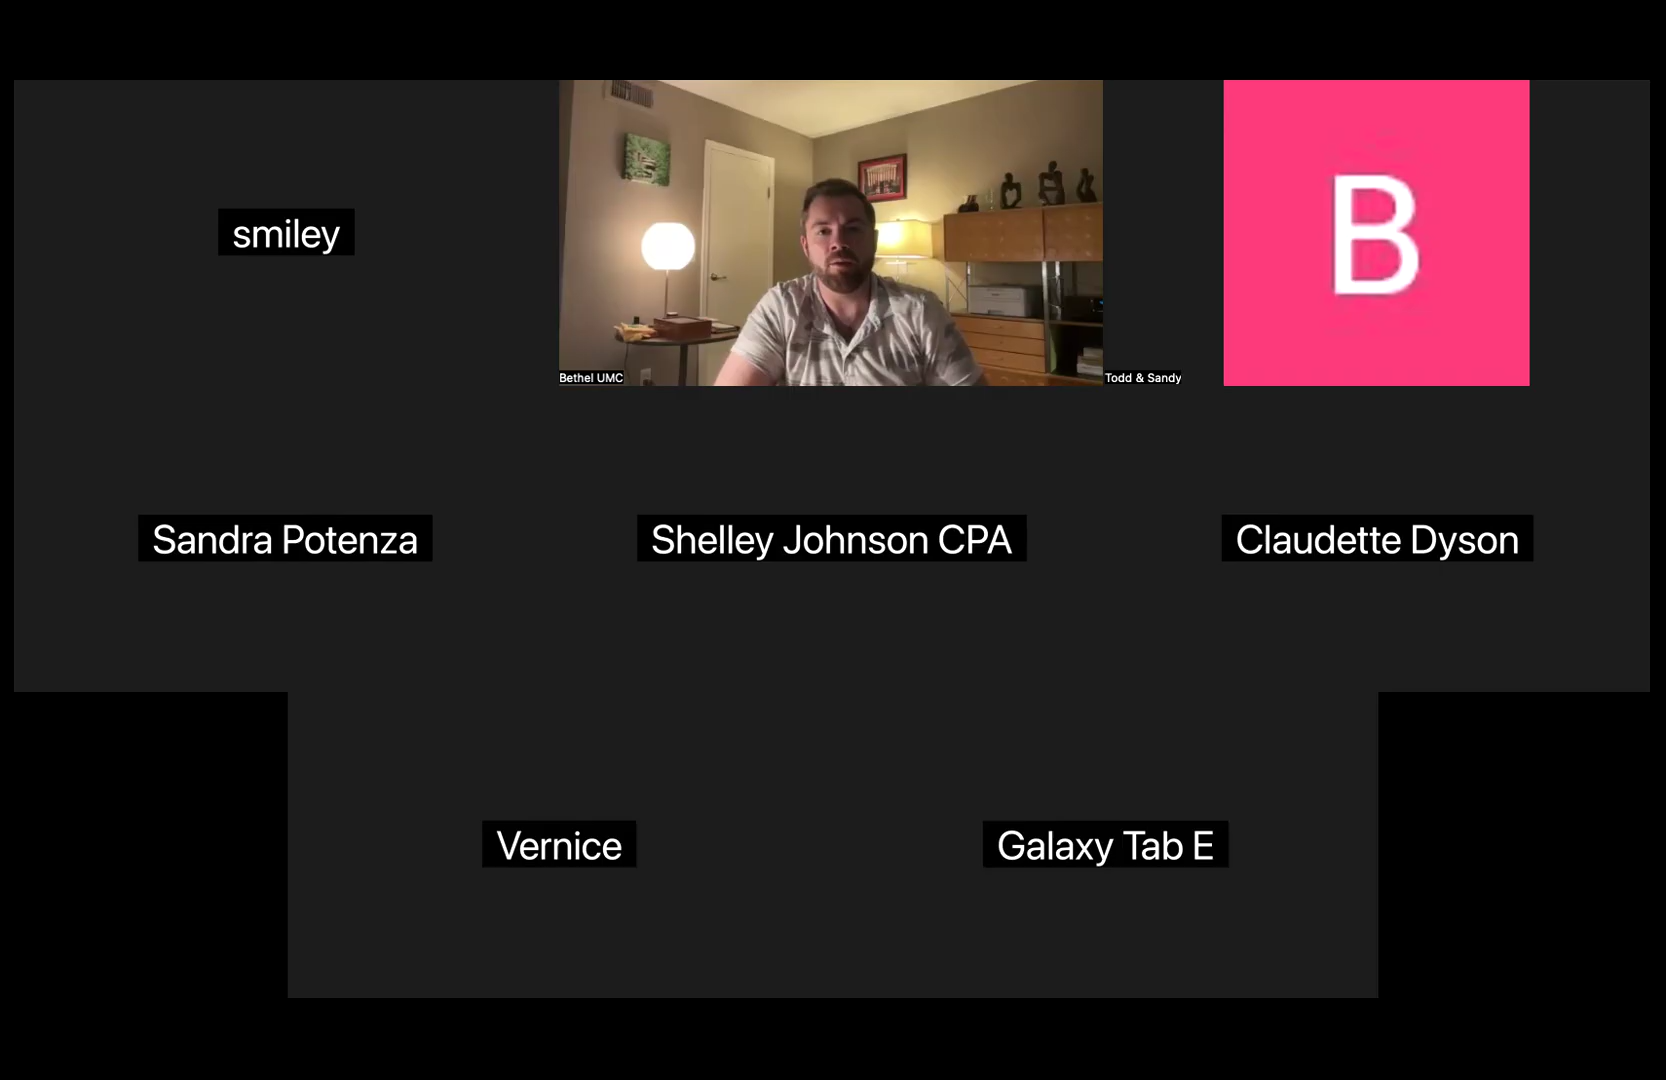 smiley
Bethel UMC
Todd & Sandy
B
Sandra Potenza
Shelley Johnson CPA
Claudette Dyson
Vernice
Galaxy Tab E